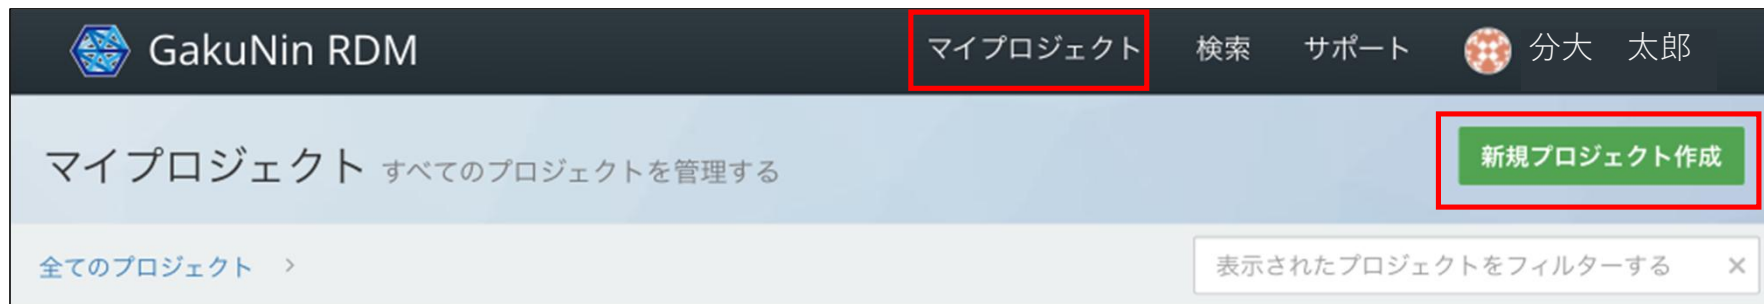 GakuNin RDM マイプロジェクト 検索 サポート 分大 太郎
マイプロジェクト すべてのプロジェクトを管理する 新規プロジェクト作成
全てのプロジェクト > 表示されたプロジェクトをフィルターする ×